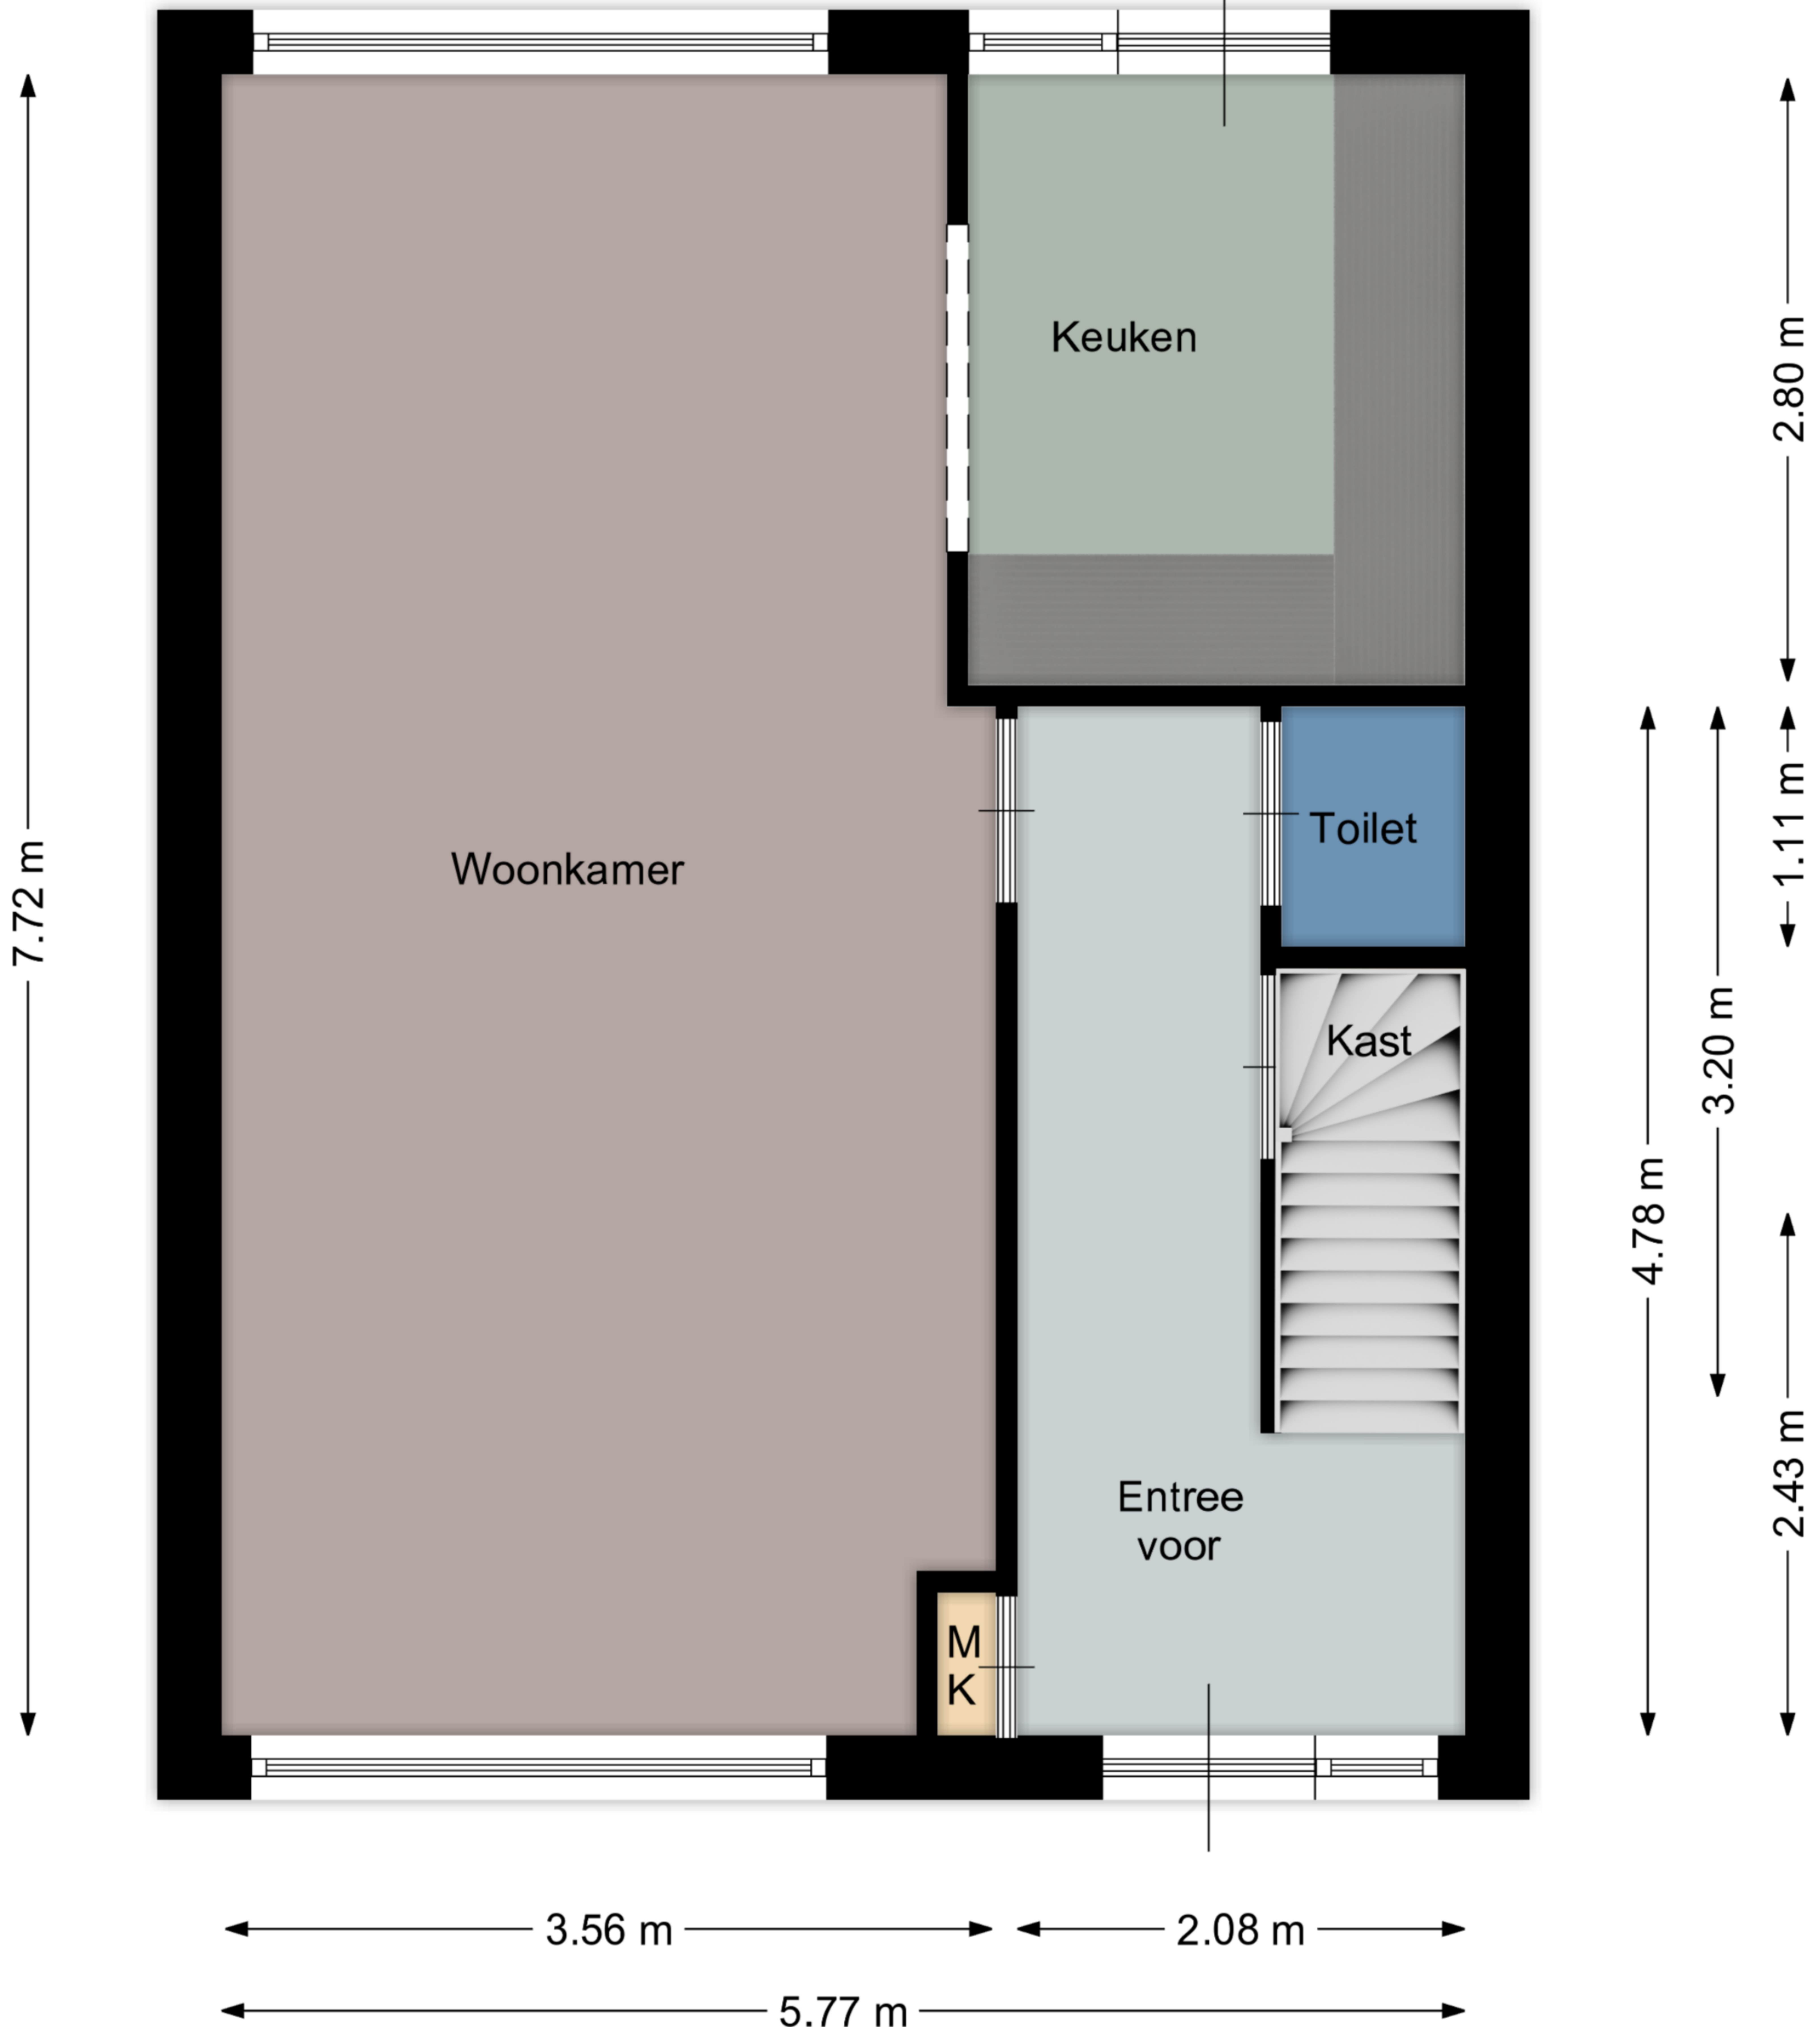 Keuken
2.80 m
Woonkamer
Toilet
1.11 m
7.72 m
Kast
3.20 m
4.78 m
2.43 m
Entree
voor
M
K
3.56 m
2.08 m
5.77 m